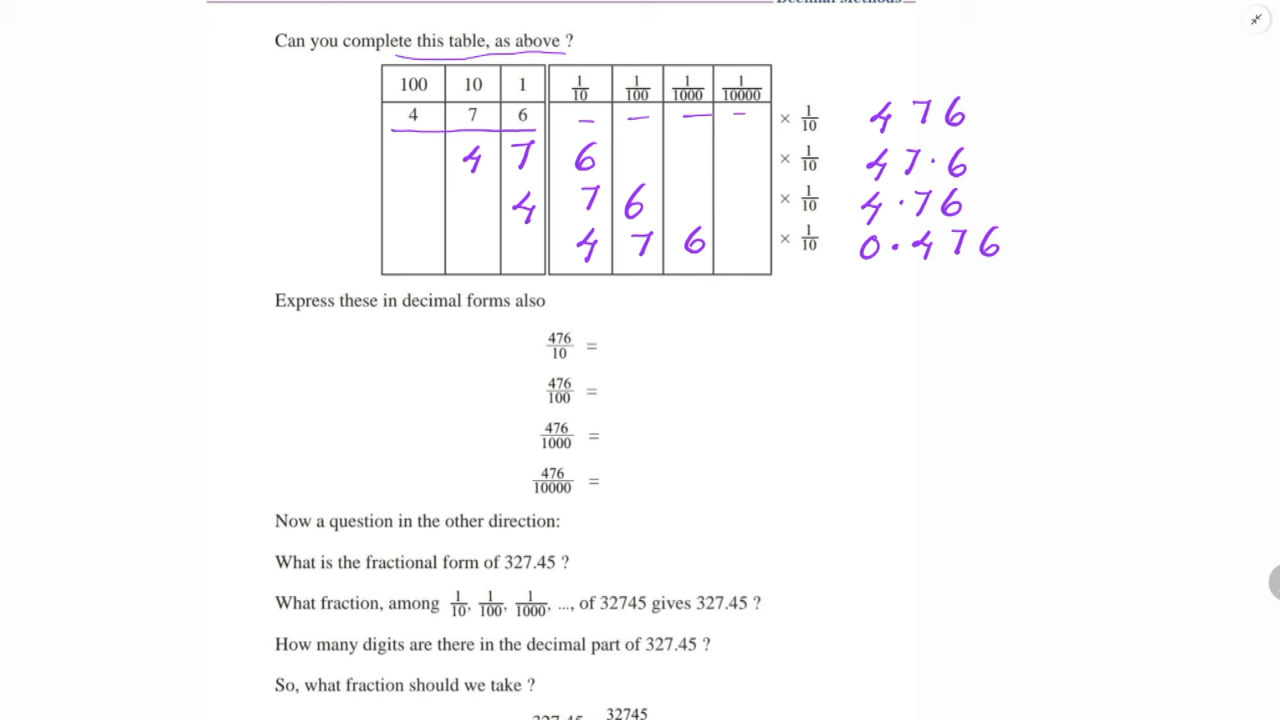 Decimal Methods
Can you complete this table, as above ?
100 10 1 1/10 1/100 1/1000 1/10000
4 7 6 - - - - × 1/10 476
4 7 6 × 1/10 47.6
4 7 6 × 1/10 4.76
4 7 6 × 1/10 0.476
Express these in decimal forms also
476/10 =
476/100 =
476/1000 =
476/10000 =
Now a question in the other direction:
What is the fractional form of 327.45 ?
What fraction, among 1/10, 1/100, 1/1000, ..., of 32745 gives 327.45 ?
How many digits are there in the decimal part of 327.45 ?
So, what fraction should we take ?
327.45 = 32745